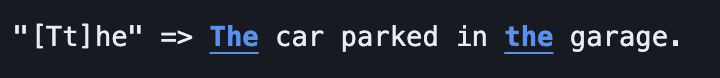 "[Tt]he" => The car parked in the garage.